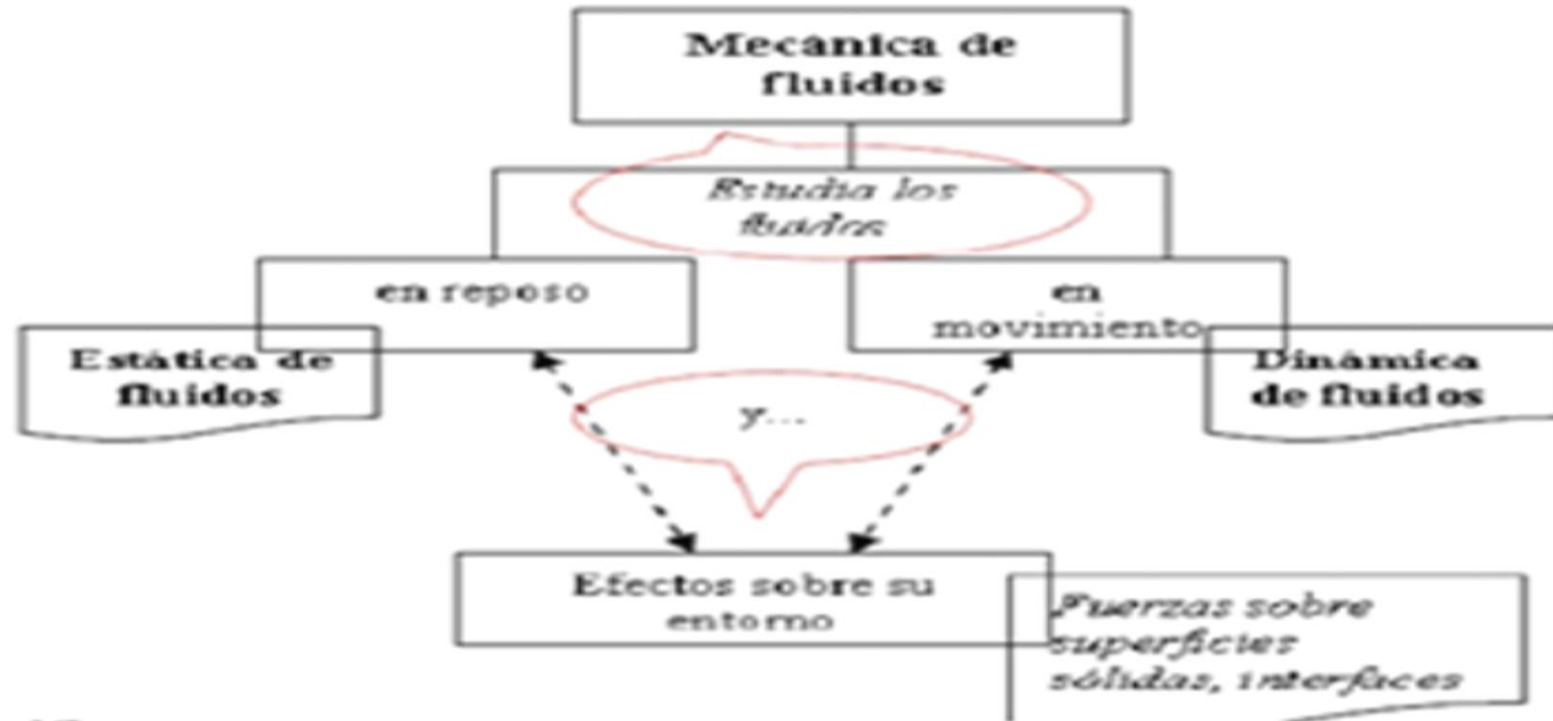 Mecánica de
fluidos
Estudia los
fluidos
en reposo
en
movimiento
Estática de
fluidos
Dinámica
de fluidos
y...
Efectos sobre su
entorno
Fuerzas sobre
superficies
sólidas, interfaces